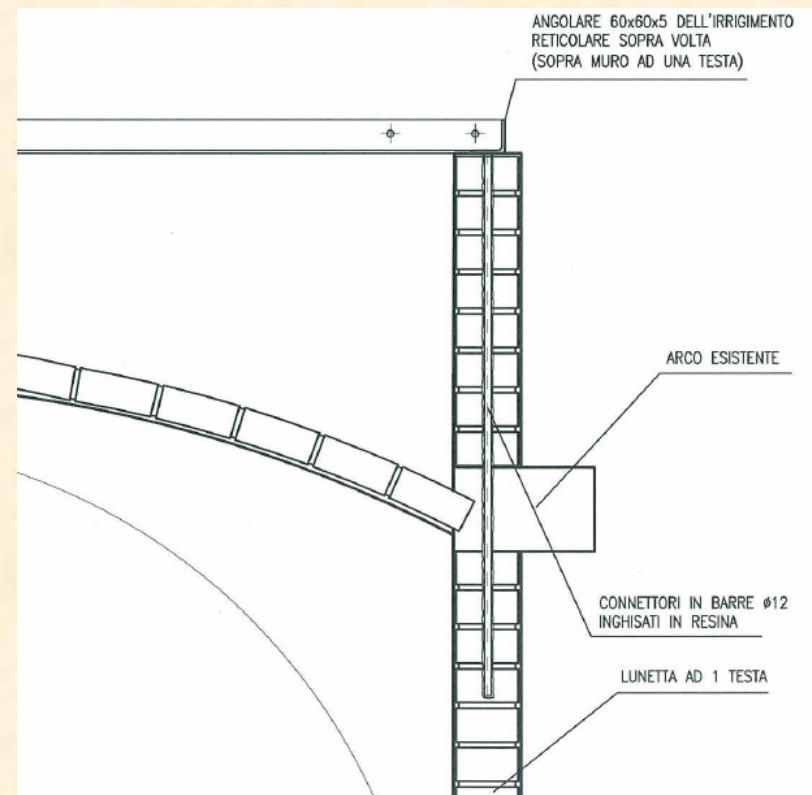 ANGOLARE 60x60x5 DELL'IRRIGIMENTO
RETICOLARE SOPRA VOLTA
(SOPRA MURO AD UNA TESTA)
ARCO ESISTENTE
CONNETTORI IN BARRE ø12
INGHISATI IN RESINA
LUNETTA AD 1 TESTA